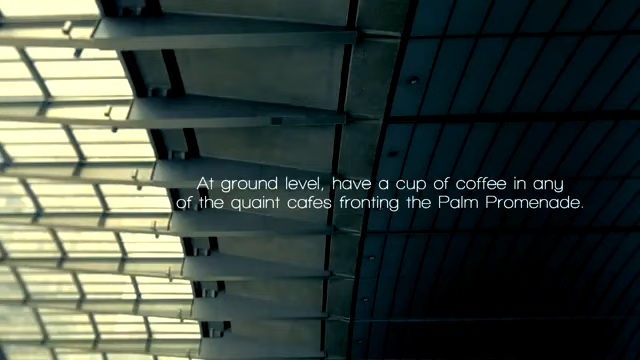 At ground level, have a cup of coffee in any
of the quaint cafes fronting the Palm Promenade.